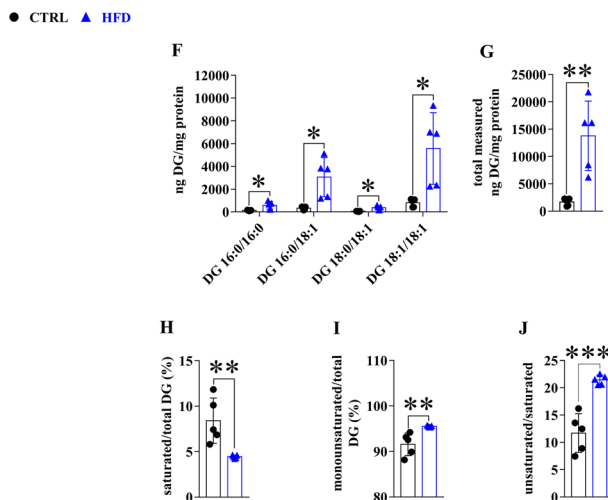 CTRL HFD
F
ng DG/mg protein
12000
10000
8000
6000
4000
2000
0
*
*
*
*
DG 16:0/16:0
DG 16:0/18:1
DG 18:0/18:1
DG 18:1/18:1
G
total measured
ng DG/mg protein
25000
20000
15000
10000
5000
0
**
H
saturated/total DG (%)
15
10
5
0
**
I
monounsaturated/total
DG (%)
110
100
90
80
**
J
unsaturated/saturated
25
20
15
10
5
0
***